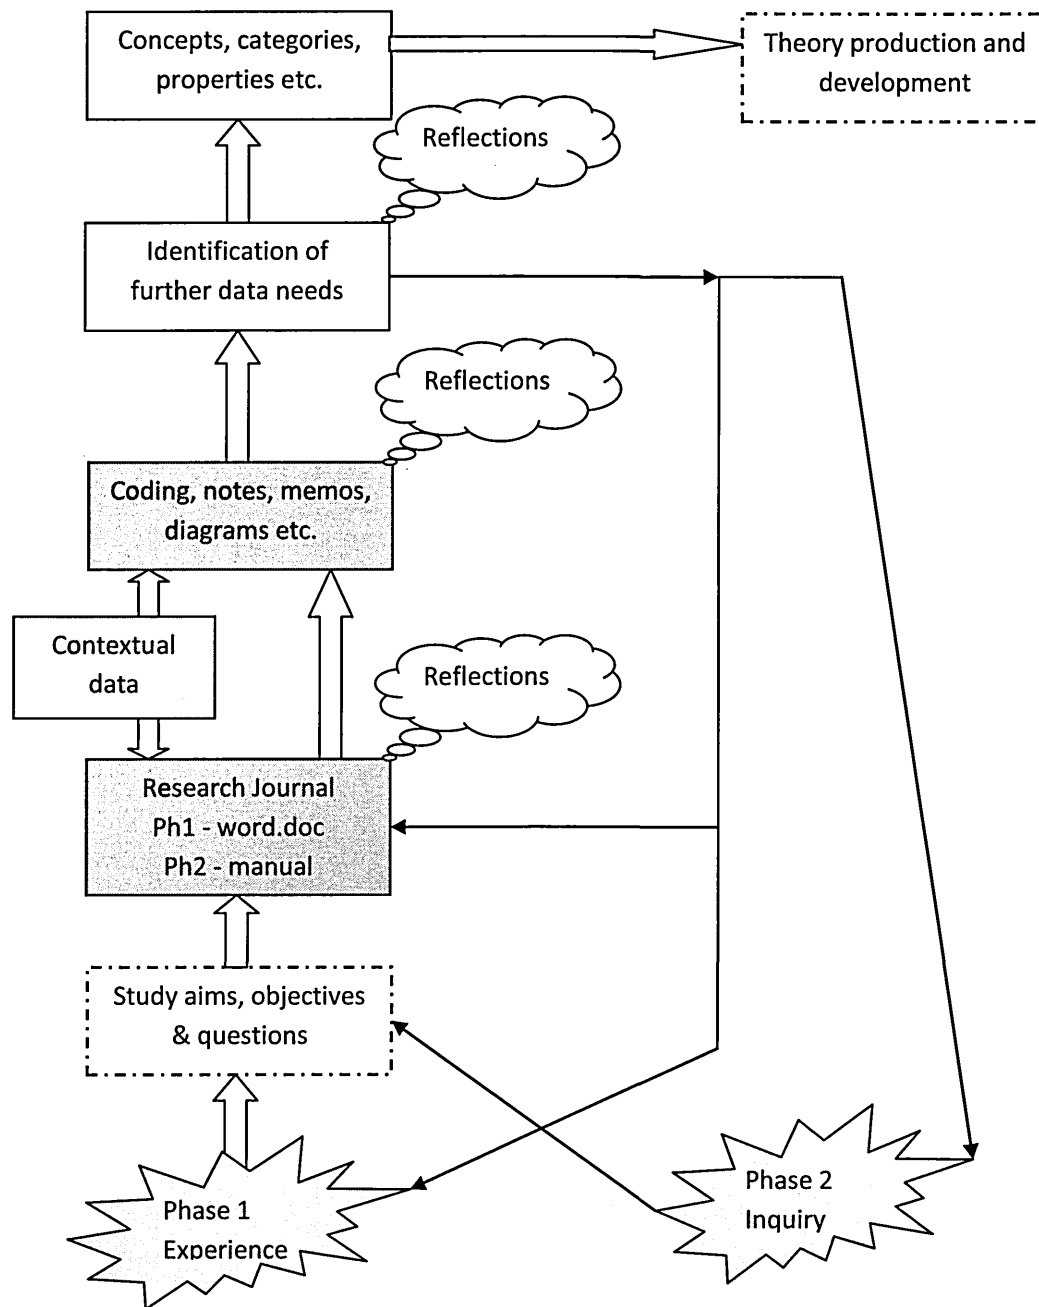 Concepts, categories,
properties etc.
Theory production and
development
Reflections
Identification of
further data needs
Reflections
Coding, notes, memos,
diagrams etc.
Contextual
data
Reflections
Research Journal
Ph1 - word.doc
Ph2 - manual
Study aims, objectives
& questions
Phase 1
Experience
Phase 2
Inquiry